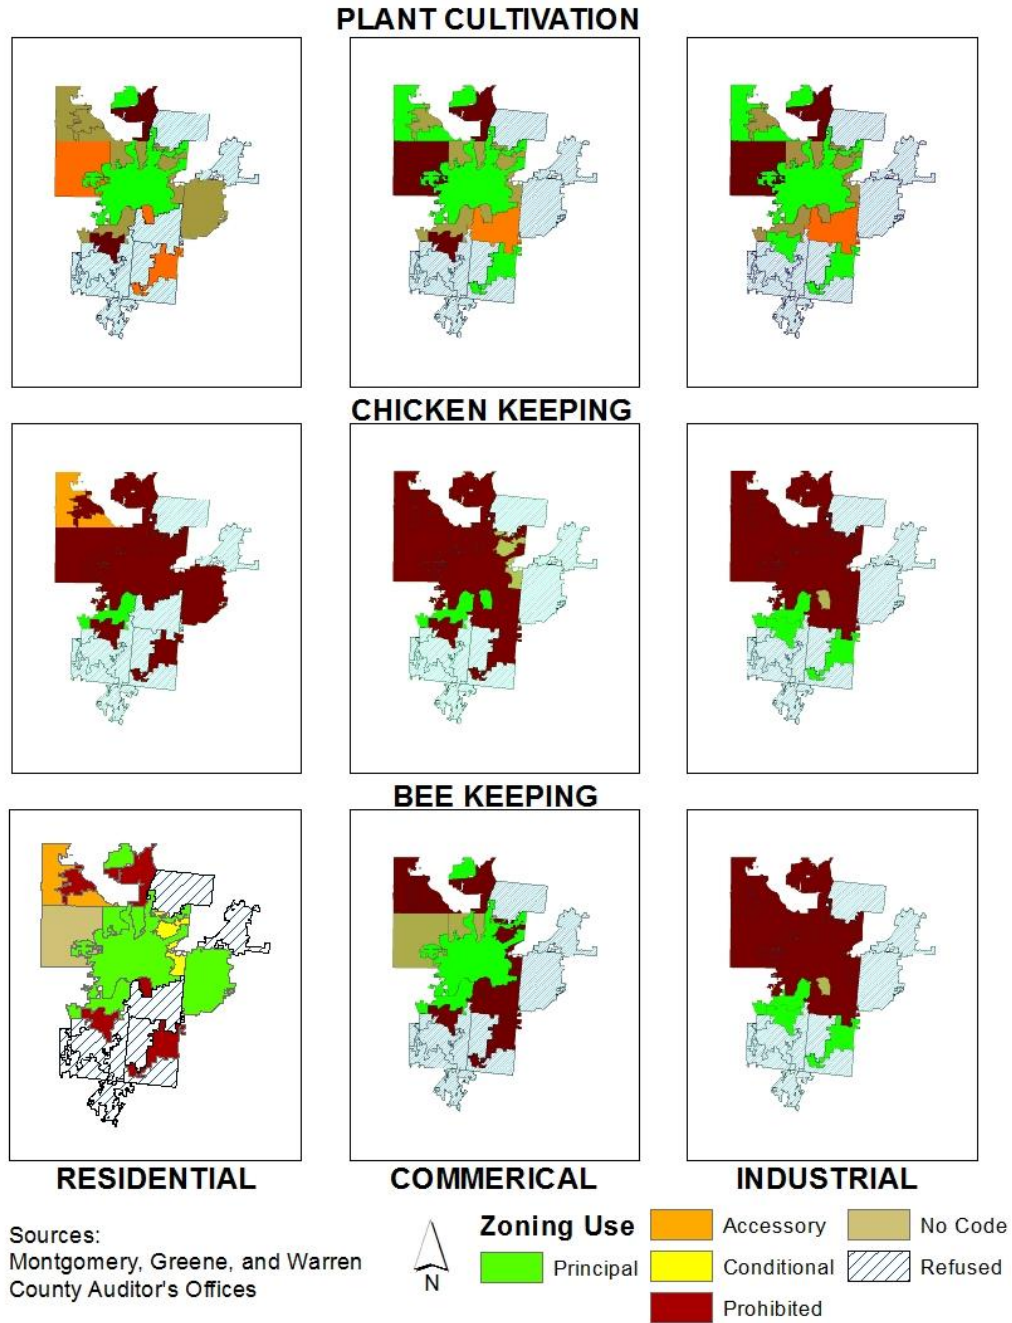 PLANT CULTIVATION
CHICKEN KEEPING
BEE KEEPING
RESIDENTIAL
COMMERICAL
INDUSTRIAL
Sources:
Montgomery, Greene, and Warren
County Auditor's Offices
N
Zoning Use
Principal
Accessory
Conditional
Prohibited
No Code
Refused